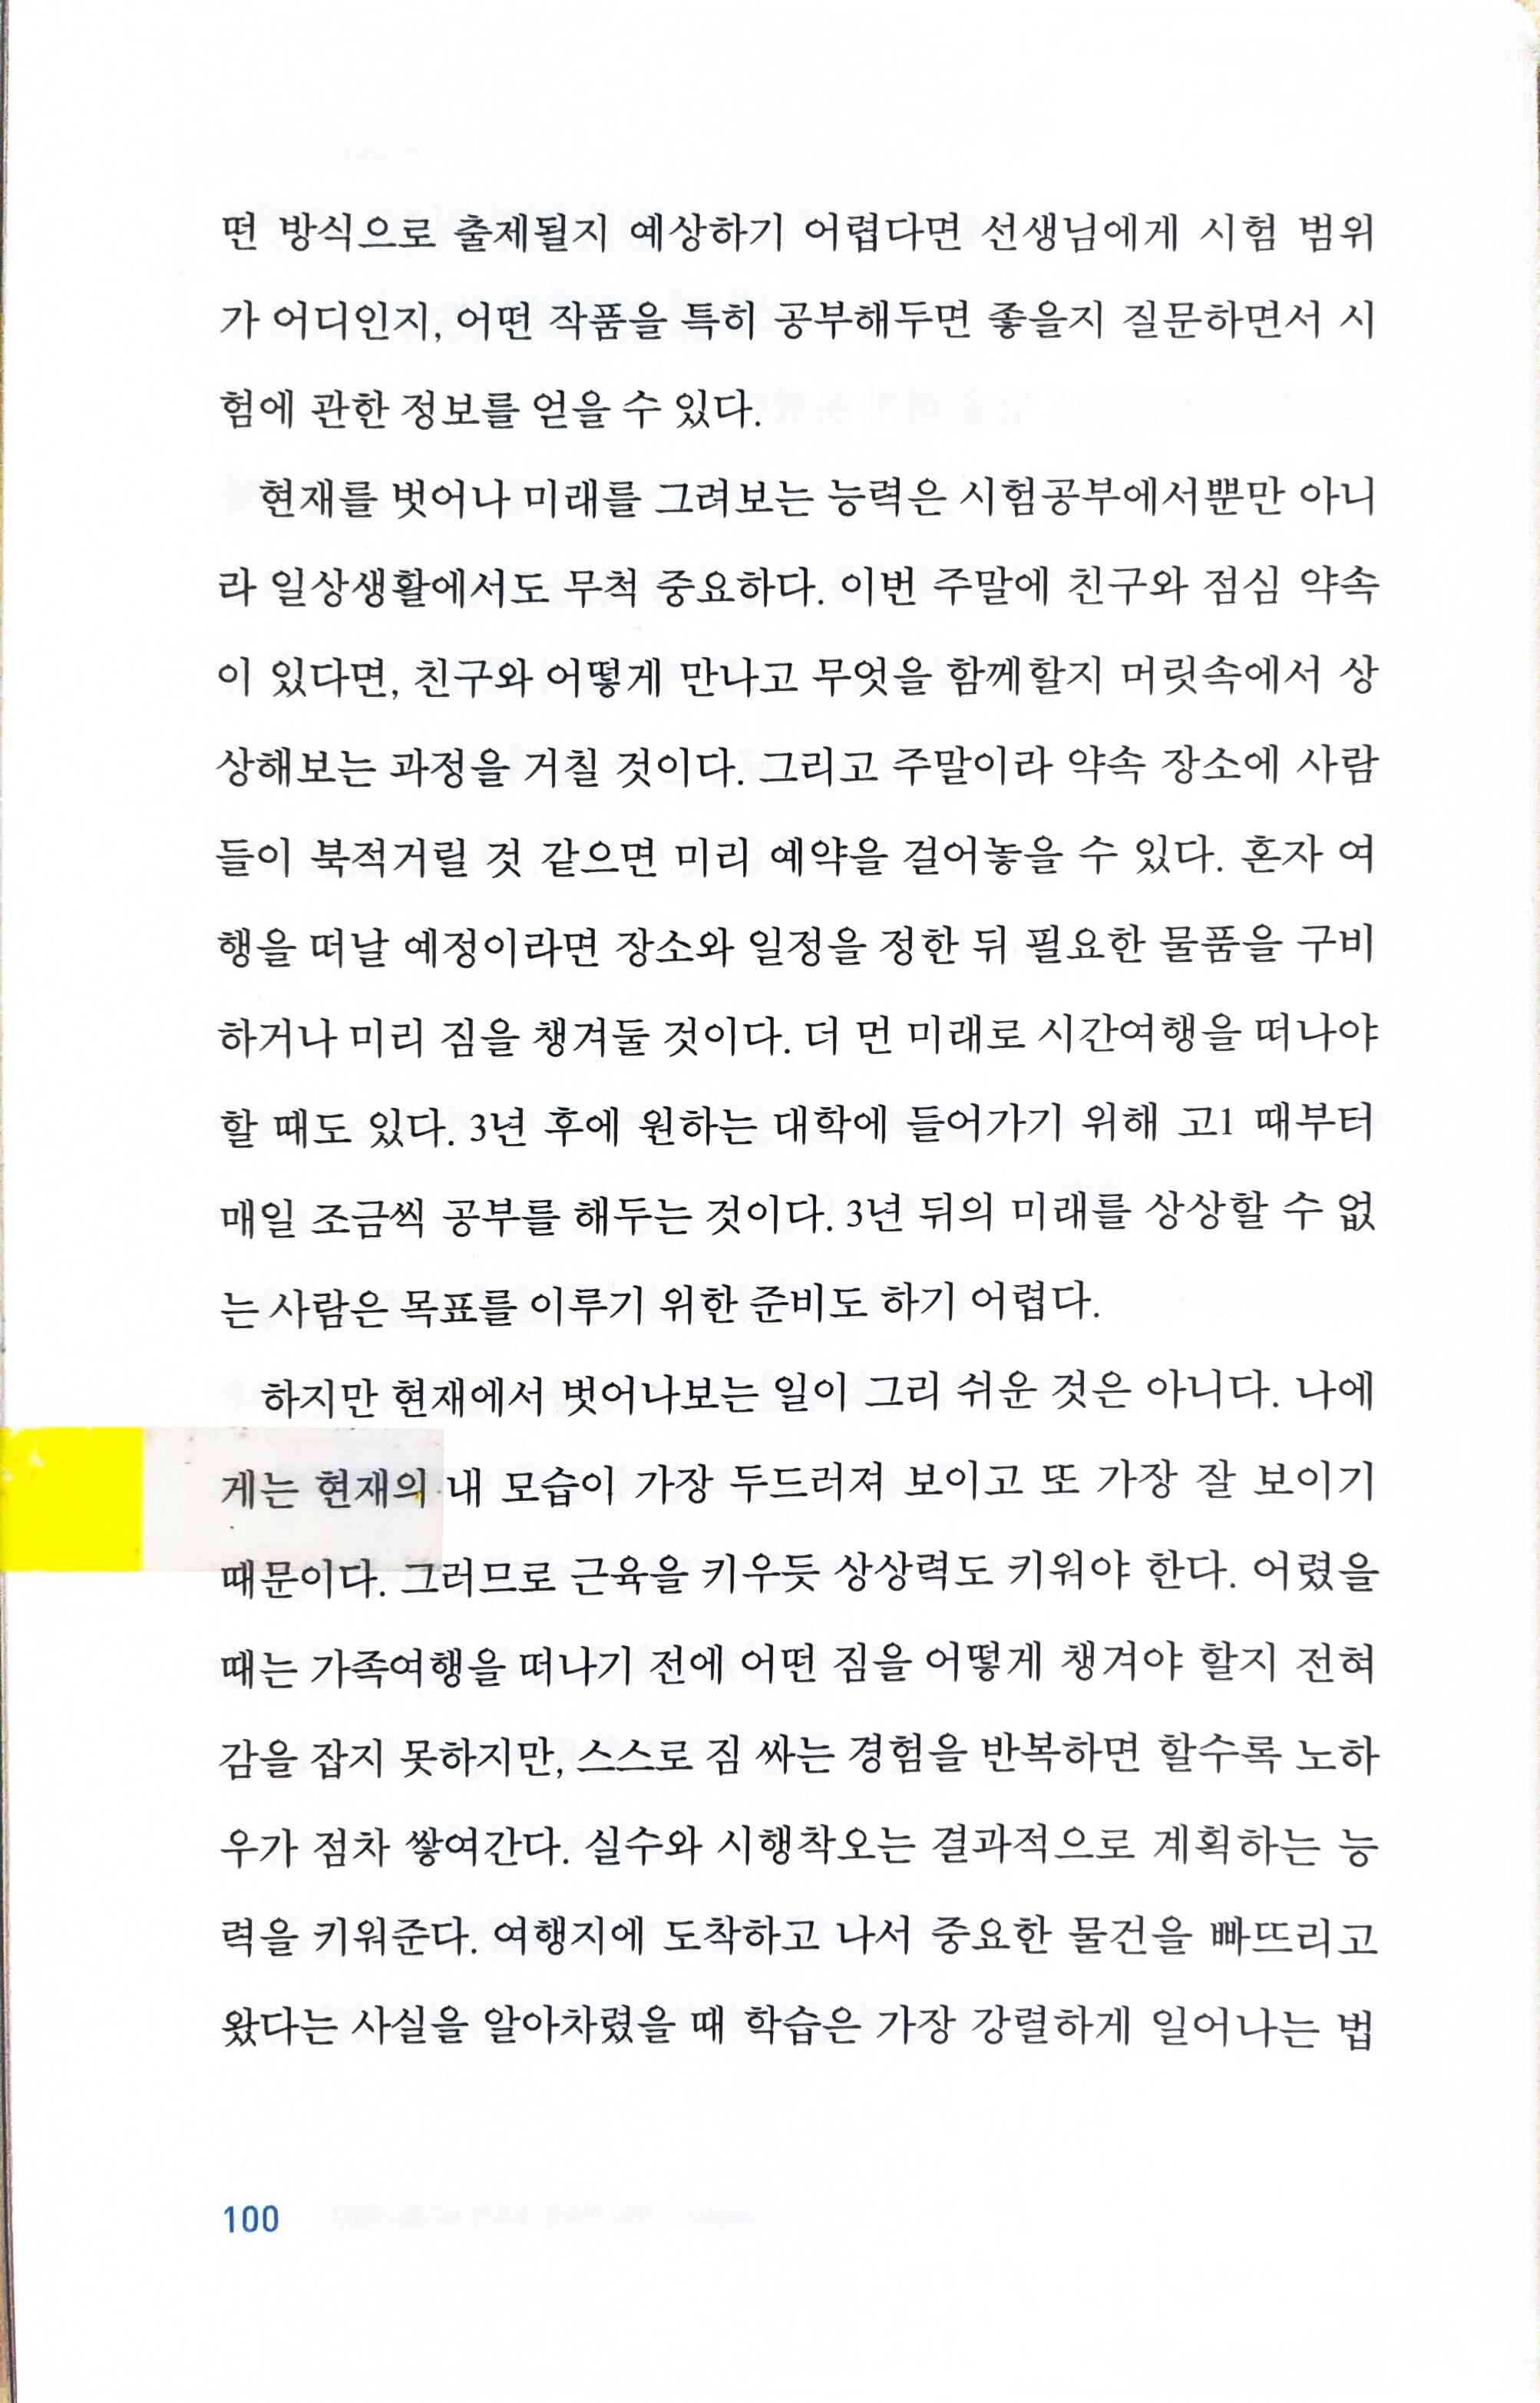 떤 방식으로 출제될지 예상하기 어렵다면 선생님에게 시험 범위
가 어디인지, 어떤 작품을 특히 공부해두면 좋을지 질문하면서 시
험에 관한 정보를 얻을 수 있다.
현재를 벗어나 미래를 그려보는 능력은 시험공부에서뿐만 아니
라 일상생활에서도 무척 중요하다. 이번 주말에 친구와 점심 약속
이 있다면, 친구와 어떻게 만나고 무엇을 함께할지 머릿속에서 상
상해보는 과정을 거칠 것이다. 그리고 주말이라 약속 장소에 사람
들이 북적거릴 것 같으면 미리 예약을 걸어놓을 수 있다. 혼자 여
행을 떠날 예정이라면 장소와 일정을 정한 뒤 필요한 물품을 구비
하거나 미리 짐을 챙겨둘 것이다. 더 먼 미래로 시간여행을 떠나야
할 때도 있다. 3년 후에 원하는 대학에 들어가기 위해 고1 때부터
매일 조금씩 공부를 해두는 것이다. 3년 뒤의 미래를 상상할 수 없
는 사람은 목표를 이루기 위한 준비도 하기 어렵다.
하지만 현재에서 벗어나보는 일이 그리 쉬운 것은 아니다. 나에
게는 현재의 내 모습이 가장 두드러져 보이고 또 가장 잘 보이기
때문이다. 그러므로 근육을 키우듯 상상력도 키워야 한다. 어렸을
때는 가족여행을 떠나기 전에 어떤 짐을 어떻게 챙겨야 할지 전혀
감을 잡지 못하지만, 스스로 짐 싸는 경험을 반복하면 할수록 노하
우가 점차 쌓여간다. 실수와 시행착오는 결과적으로 계획하는 능
력을 키워준다. 여행지에 도착하고 나서 중요한 물건을 빠뜨리고
왔다는 사실을 알아차렸을 때 학습은 가장 강렬하게 일어나는 법
100